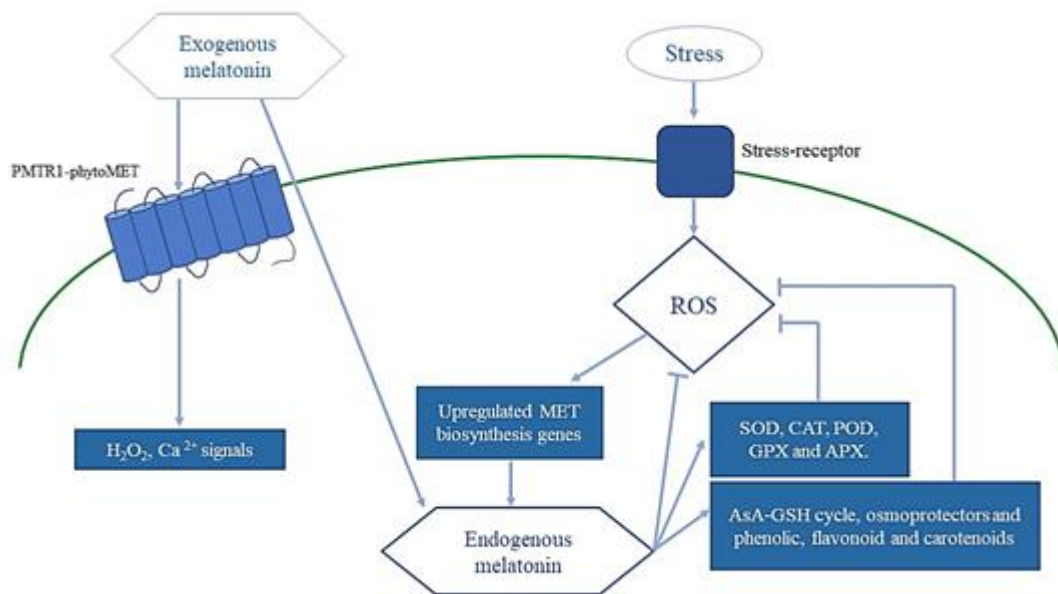 Exogenous
melatonin
Stress
PMTR1-phytoMET
Stress-receptor
ROS
Upregulated MET
biosynthesis genes
SOD, CAT, POD,
GPX and APX.
H₂O₂, Ca ²⁺ signals
AsA-GSH cycle, osmoprotectors and
phenolic, flavonoid and carotenoids
Endogenous
melatonin